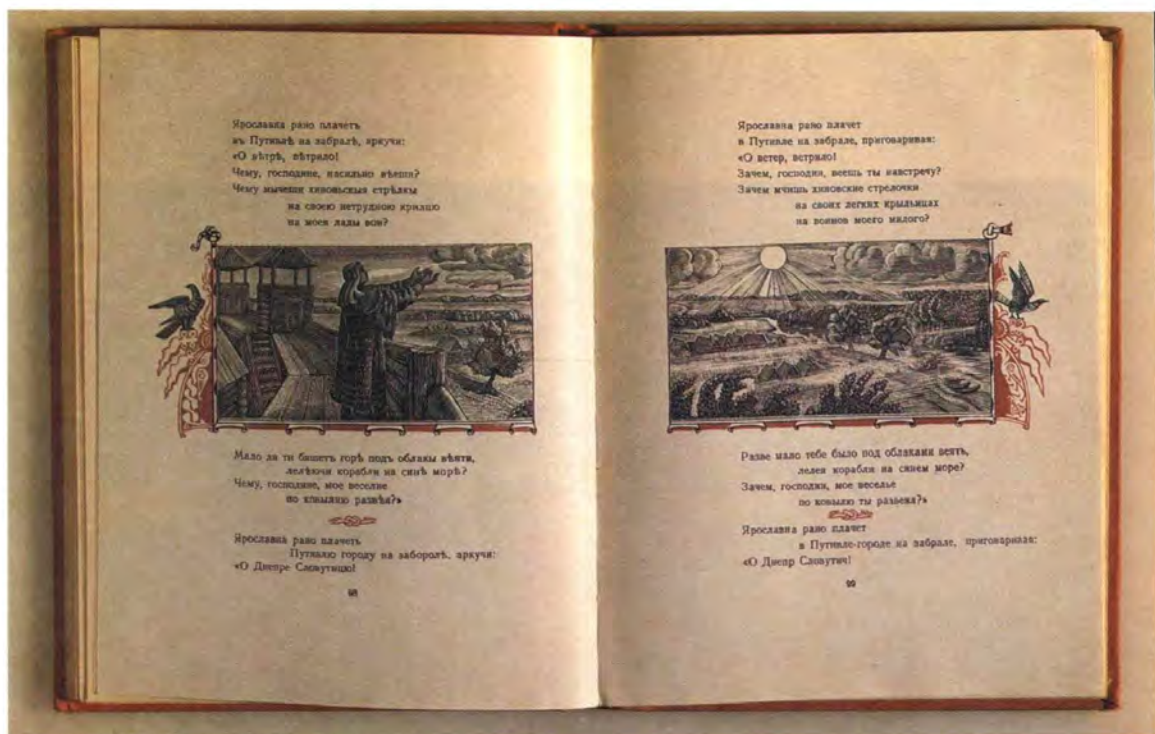 Ярославна рано плачетъ
въ Путивлѣ на забралѣ, аркучи:
«О вѣтрѣ, вѣтрило!
Чему, господине, насильно вѣеши?
Чему мычеши хиновьскыя стрѣлкы
на своею нетрудною крилцю
на моея лады вои?
Мало ли ти бяшетъ горѣ подъ облакы вѣяти,
лелѣючи корабли на синѣ морѣ?
Чему, господине, мое веселие
по ковылию развѣя?»
Ярославна рано плачеть
Путивлю городу на заборолѣ, аркучи:
«О Днепре Словутицю!
98
Ярославна рано плачет
в Путивле на забрале, приговаривая:
«О ветер, ветрило!
Зачем, господин, веешь ты навстречу?
Зачем мчишь хиновские стрелочки
на своих легких крыльицах
на воинов моего милого?
Разве мало тебе было под облаками веять,
лелея корабли на синем море?
Зачем, господин, мое веселье
по ковылю ты развеял?»
Ярославна рано плачет
в Путивле-городе на забрале, приговаривая:
«О Днепр Словутич!
99